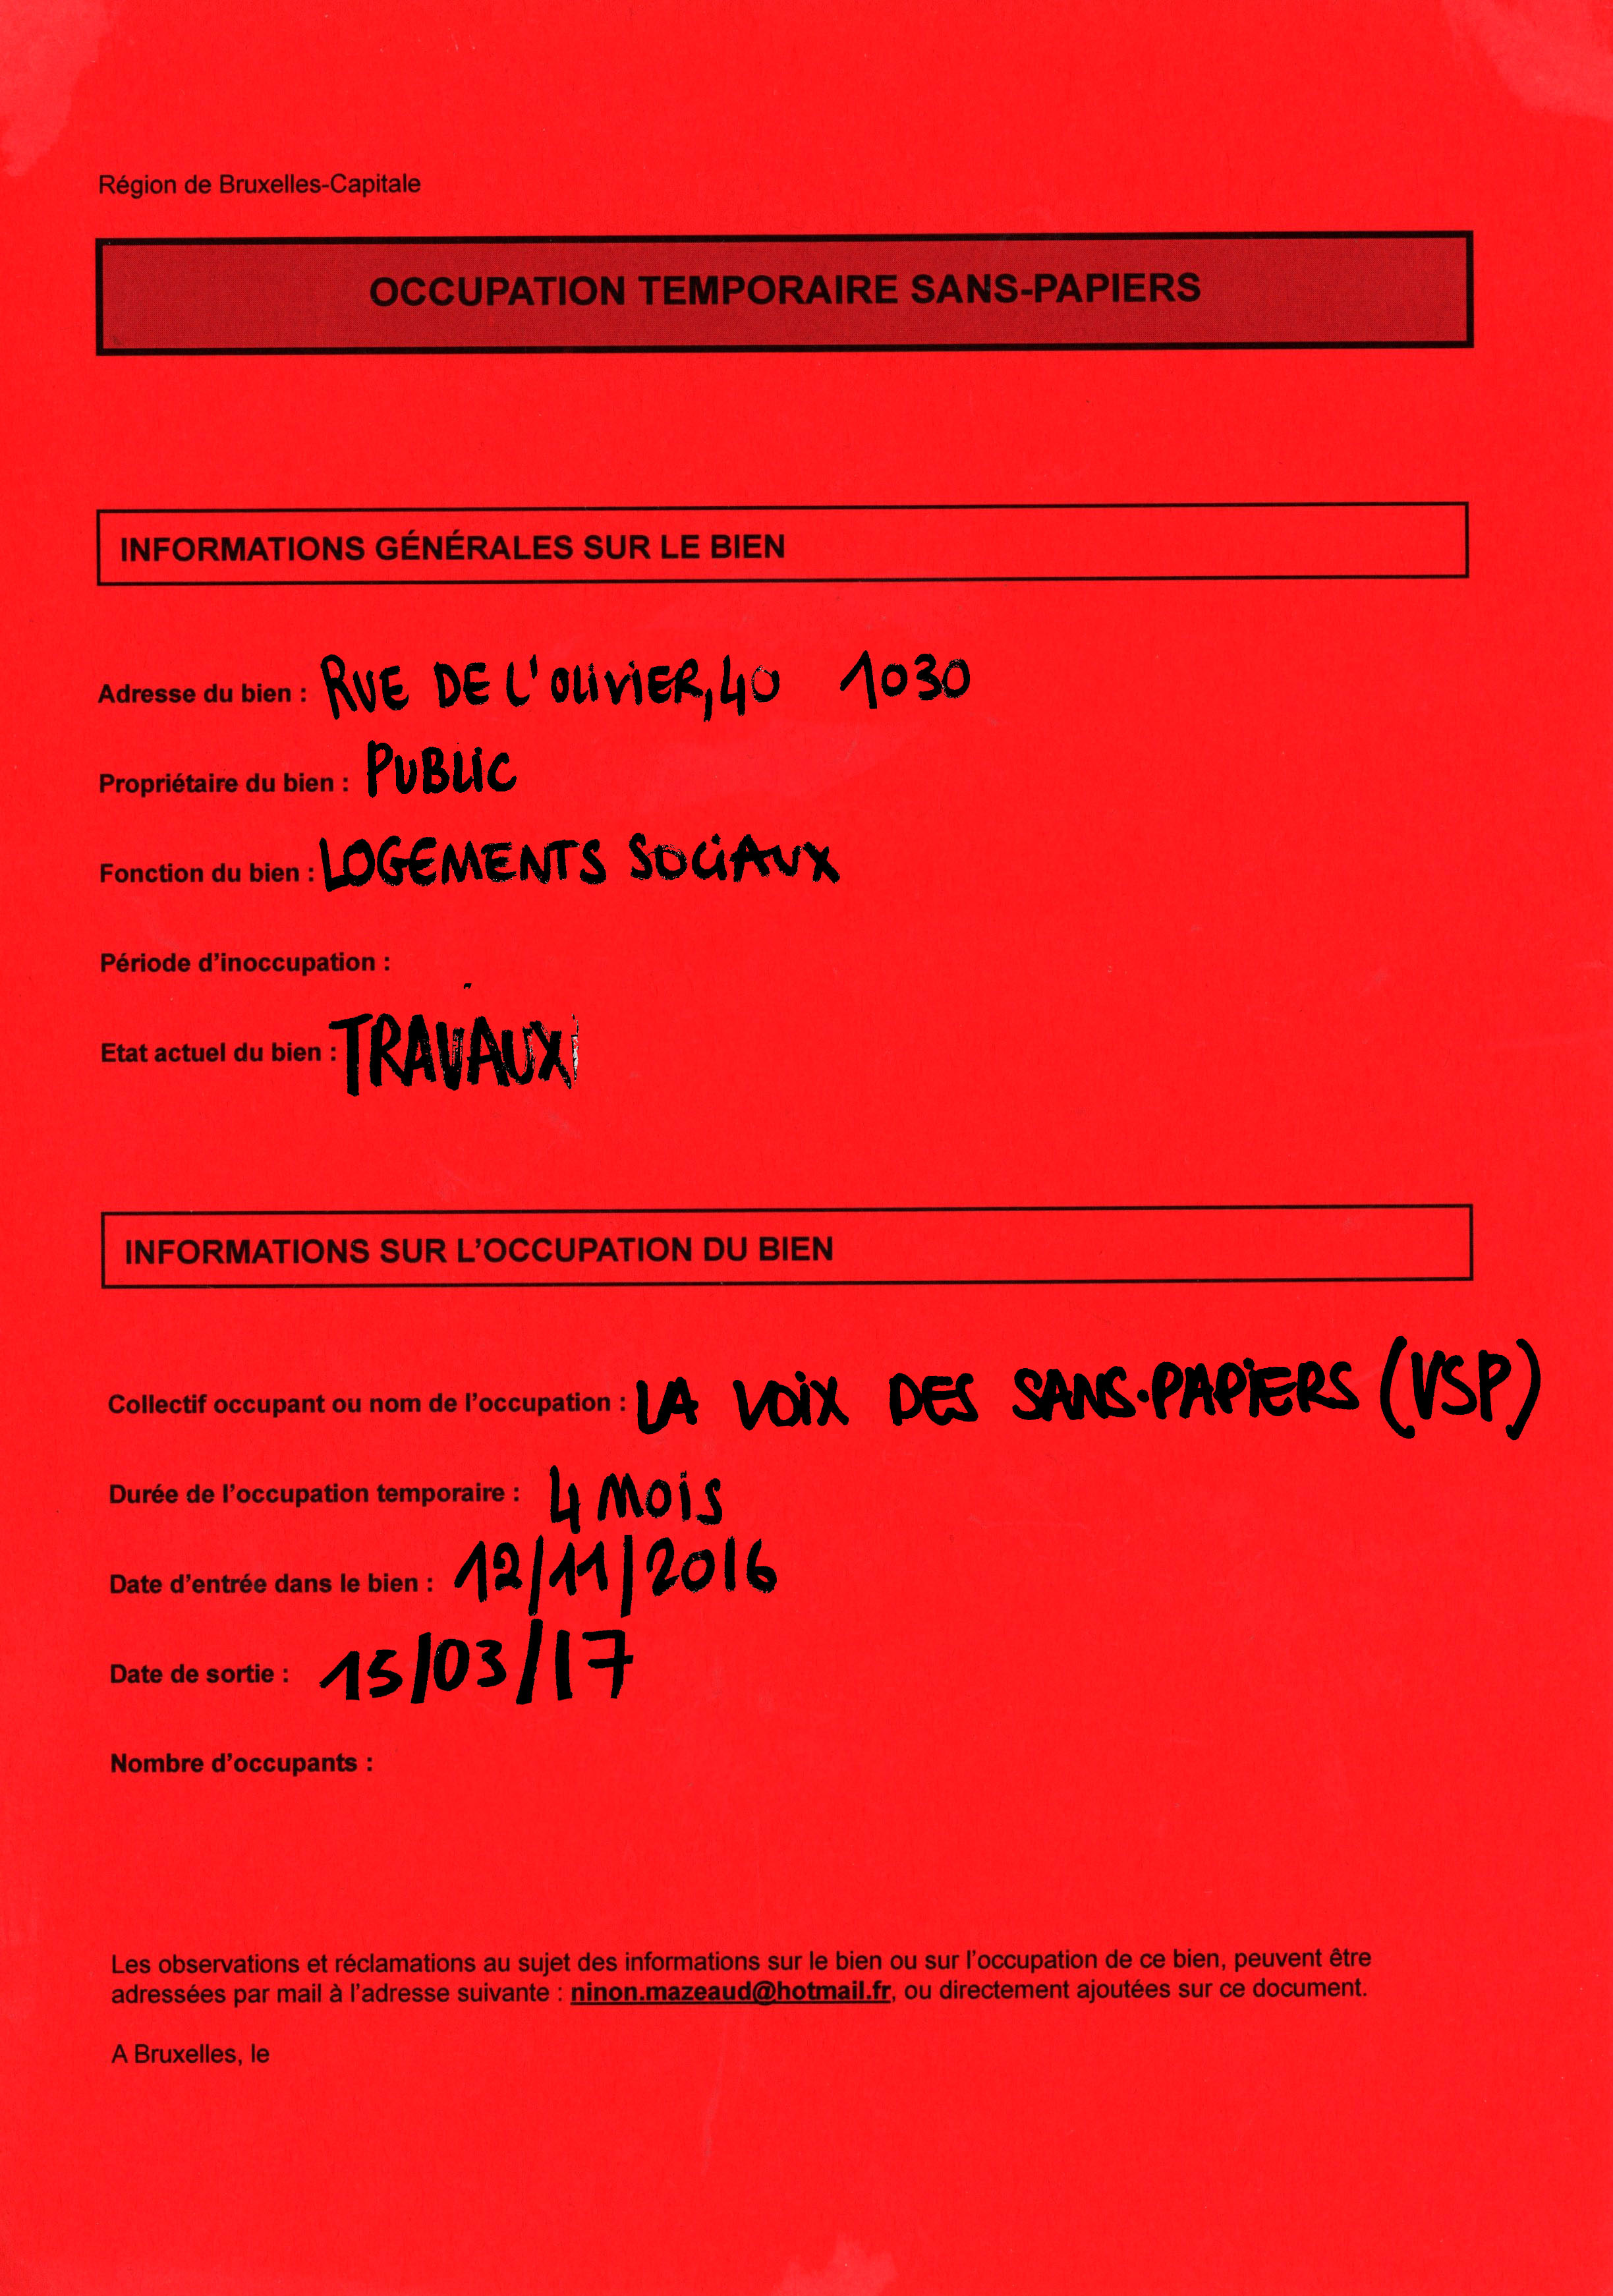 Région de Bruxelles-Capitale
OCCUPATION TEMPORAIRE SANS-PAPIERS
INFORMATIONS GÉNÉRALES SUR LE BIEN
Adresse du bien : RUE DE L'OLIVIER, 40 1030
Propriétaire du bien : PUBLIC
Fonction du bien : LOGEMENTS SOCIAUX
Période d'inoccupation :
Etat actuel du bien : TRAVAUX
INFORMATIONS SUR L'OCCUPATION DU BIEN
Collectif occupant ou nom de l'occupation : LA VOIX DES SANS-PAPIERS (VSP)
Durée de l'occupation temporaire : 4 MOIS
Date d'entrée dans le bien : 12/11/2016
Date de sortie : 15/03/17
Nombre d'occupants :
Les observations et réclamations au sujet des informations sur le bien ou sur l'occupation de ce bien, peuvent être
adressées par mail à l'adresse suivante : ninon.mazeaud@hotmail.fr, ou directement ajoutées sur ce document.
A Bruxelles, le